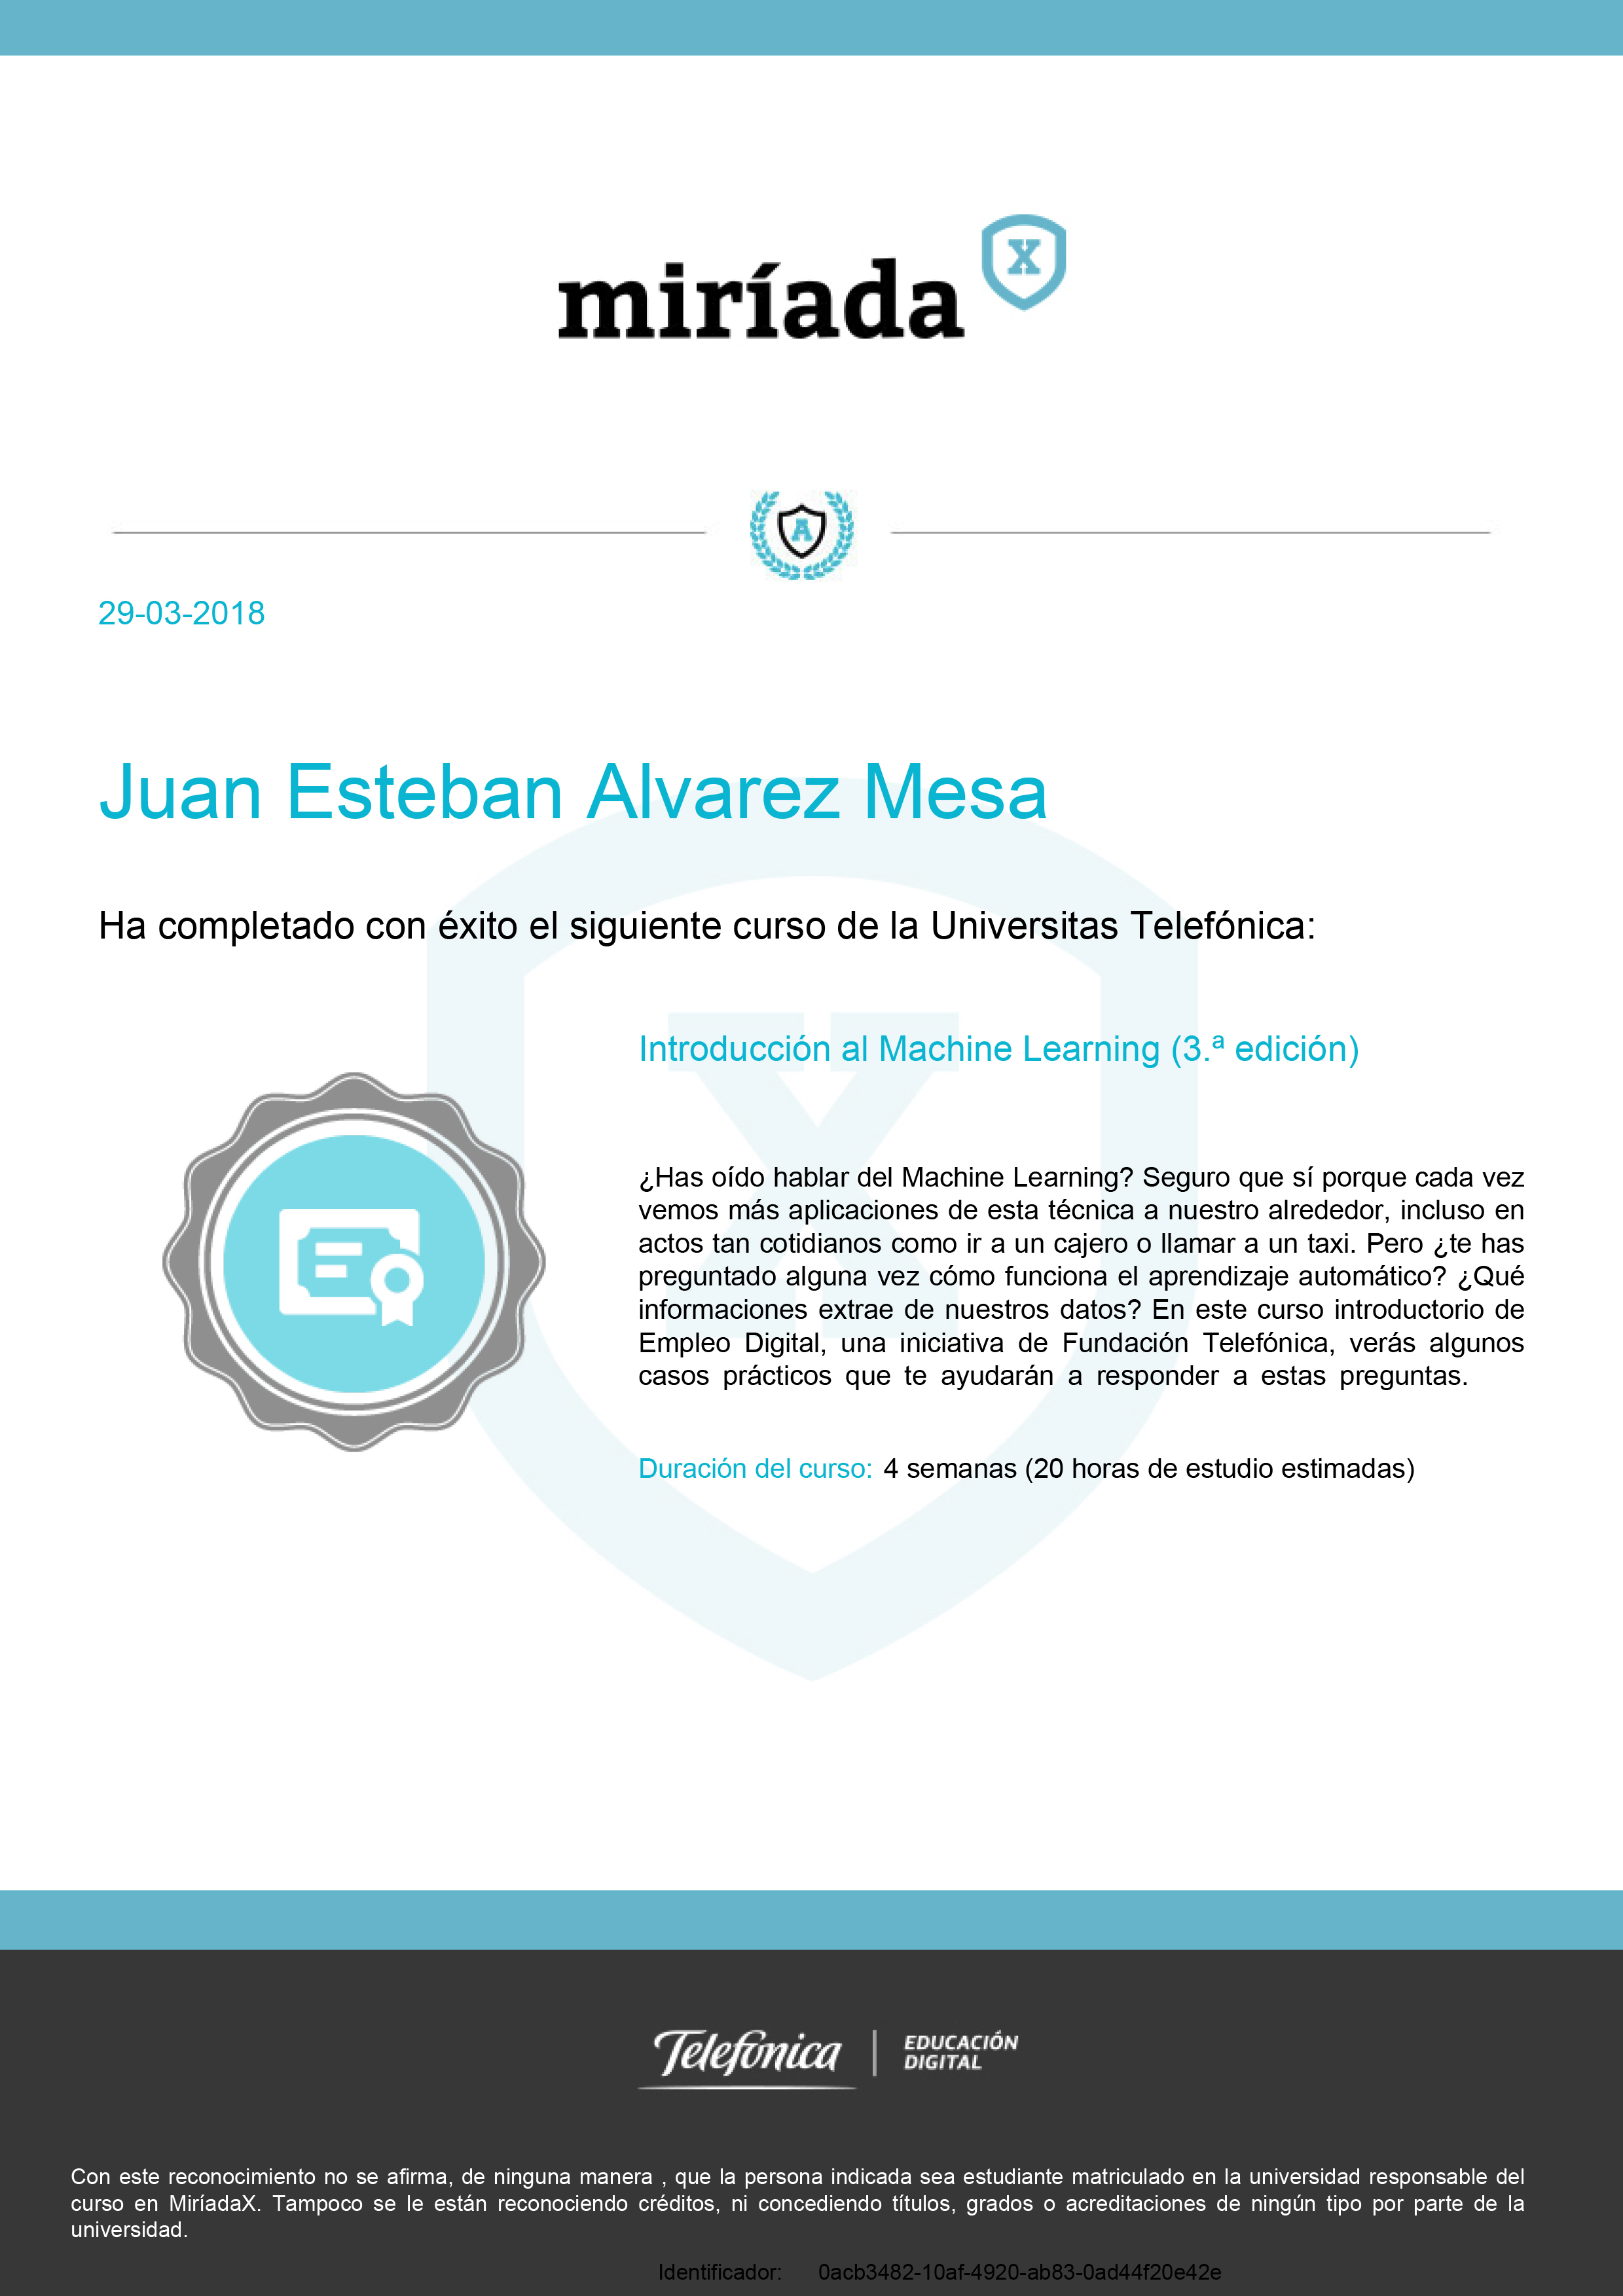 miríada X
A
29-03-2018
Juan Esteban Alvarez Mesa
Ha completado con éxito el siguiente curso de la Universitas Telefónica:
Introducción al Machine Learning (3.ª edición)
¿Has oído hablar del Machine Learning? Seguro que sí porque cada vez
vemos más aplicaciones de esta técnica a nuestro alrededor, incluso en
actos tan cotidianos como ir a un cajero o llamar a un taxi. Pero ¿te has
preguntado alguna vez cómo funciona el aprendizaje automático? ¿Qué
informaciones extrae de nuestros datos? En este curso introductorio de
Empleo Digital, una iniciativa de Fundación Telefónica, verás algunos
casos prácticos que te ayudarán a responder a estas preguntas.
Duración del curso: 4 semanas (20 horas de estudio estimadas)
Telefónica
EDUCACIÓN
DIGITAL
Con este reconocimiento no se afirma, de ninguna manera , que la persona indicada sea estudiante matriculado en la universidad responsable del
curso en MiríadaX. Tampoco se le están reconociendo créditos, ni concediendo títulos, grados o acreditaciones de ningún tipo por parte de la
universidad.
Identificador: 0acb3482-10af-4920-ab83-0ad44f20e42e